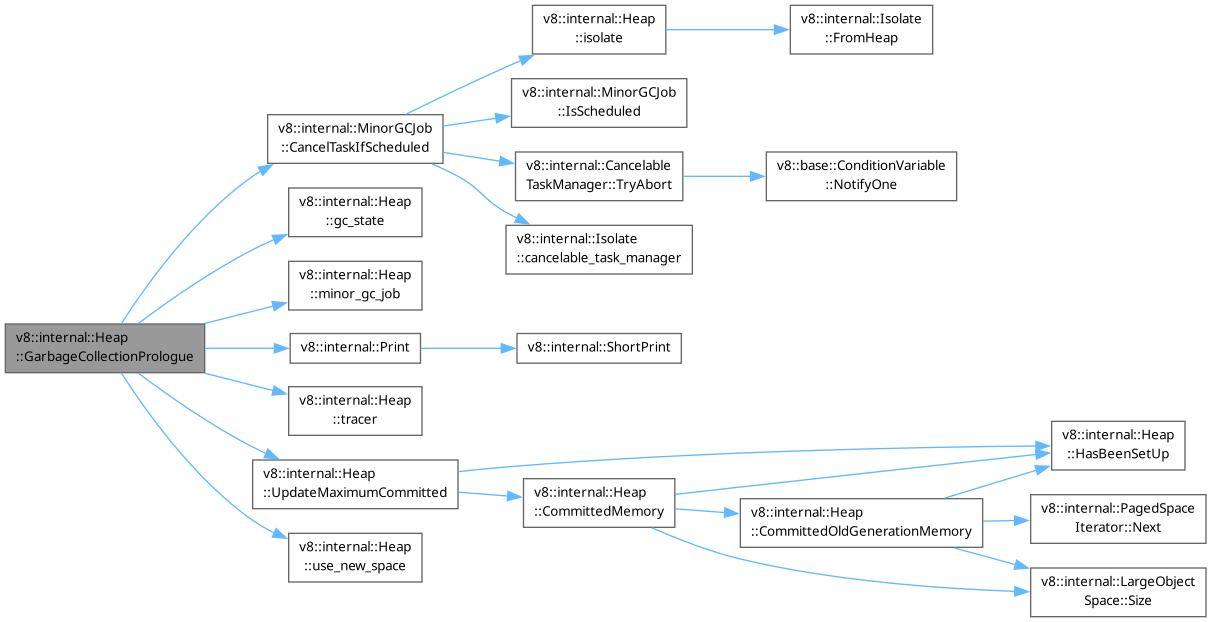 v8::internal::Heap
::GarbageCollectionPrologue
v8::internal::MinorGCJob
::CancelTaskIfScheduled
v8::internal::Heap
::isolate
v8::internal::Isolate
::FromHeap
v8::internal::MinorGCJob
::IsScheduled
v8::internal::Cancelable
TaskManager::TryAbort
v8::base::ConditionVariable
::NotifyOne
v8::internal::Isolate
::cancelable_task_manager
v8::internal::Heap
::gc_state
v8::internal::Heap
::minor_gc_job
v8::internal::Print
v8::internal::ShortPrint
v8::internal::Heap
::tracer
v8::internal::Heap
::UpdateMaximumCommitted
v8::internal::Heap
::CommittedMemory
v8::internal::Heap
::CommittedOldGenerationMemory
v8::internal::Heap
::HasBeenSetUp
v8::internal::PagedSpace
Iterator::Next
v8::internal::LargeObject
Space::Size
v8::internal::Heap
::use_new_space